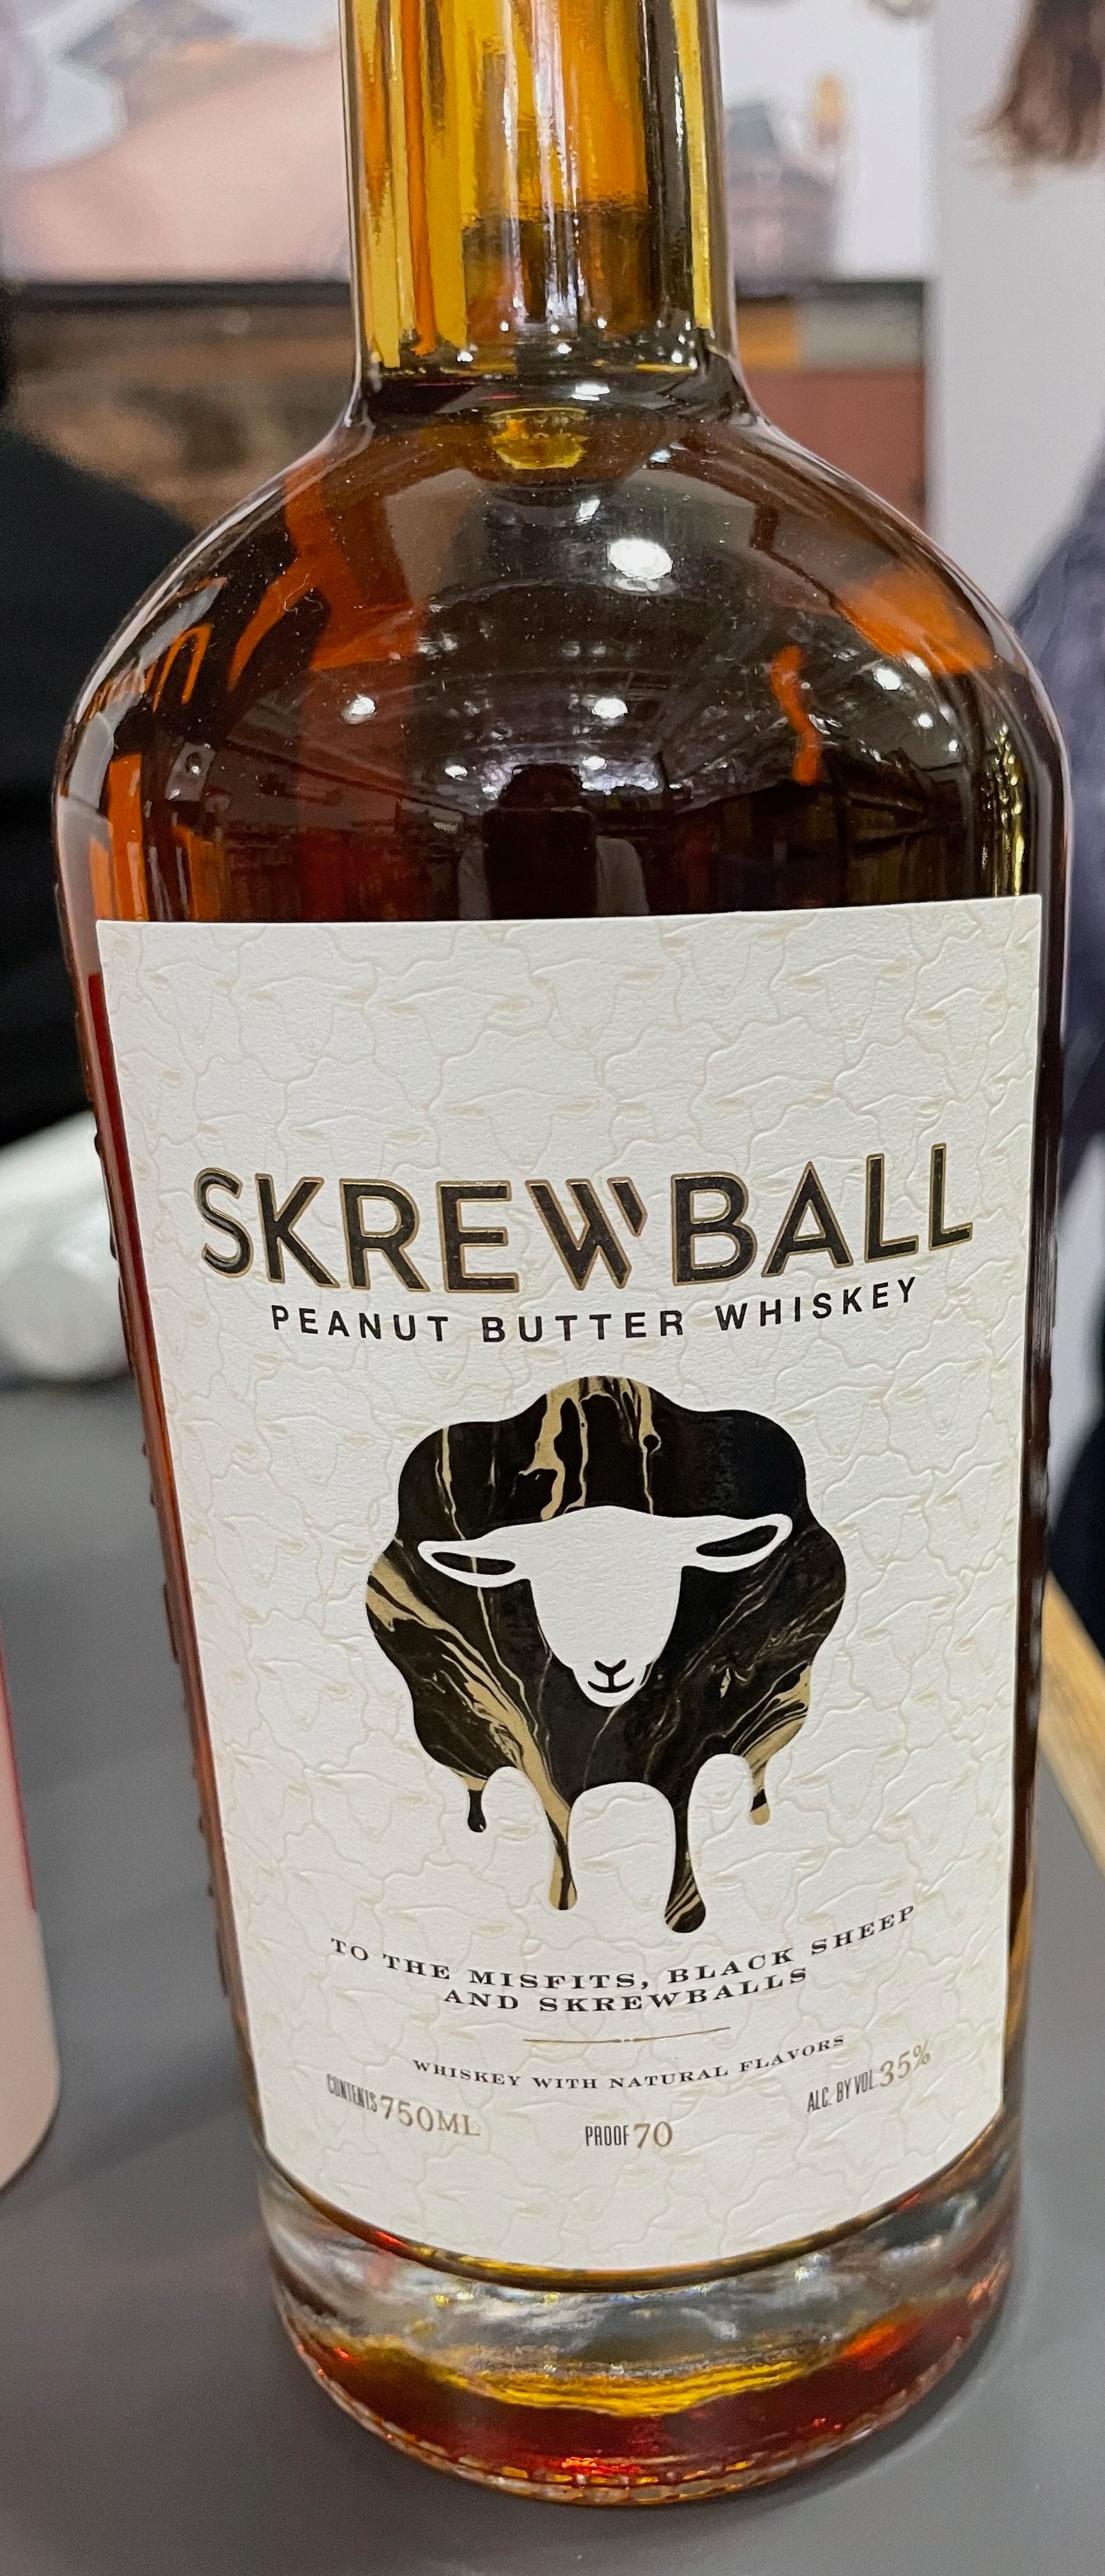 SKREWBALL
PEANUT BUTTER WHISKEY
TO THE MISFITS, BLACK SHEEP
AND SKREWBALLS
WHISKEY WITH NATURAL FLAVORS
CONTENTS 750ML
PROOF 70
ALC. BY VOL. 35%